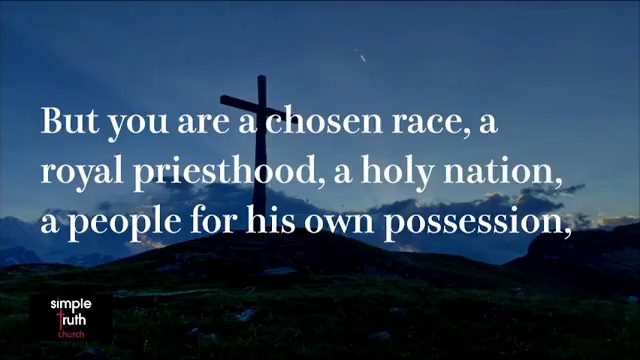 But you are a chosen race, a
royal priesthood, a holy nation,
a people for his own possession,
simple
truth
church